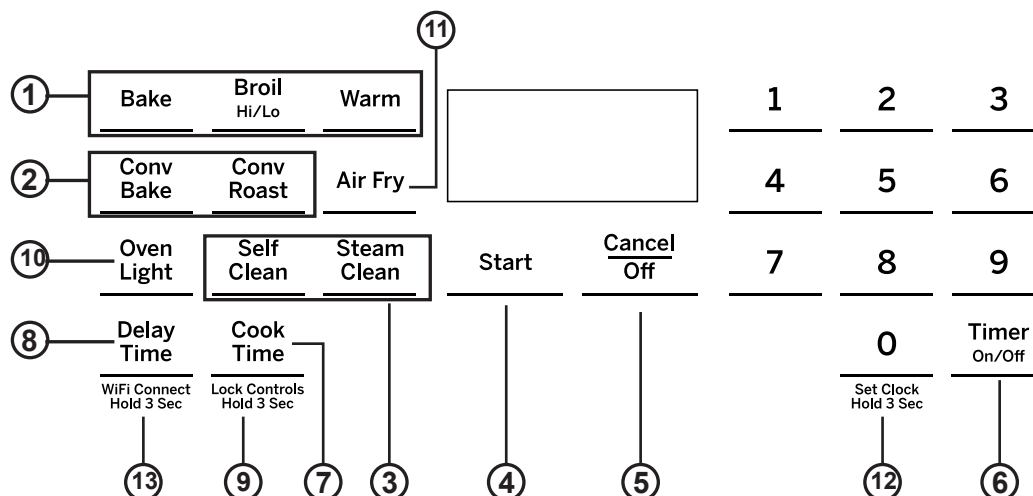 11
1
Bake
Broil
Hi/Lo
Warm
1
2
3
2
Conv
Bake
Conv
Roast
Air Fry
4
5
6
10
Oven
Light
Self
Clean
Steam
Clean
Start
Cancel
Off
7
8
9
8
Delay
Time
Cook
Time
0
Timer
On/Off
WiFi Connect
Hold 3 Sec
Lock Controls
Hold 3 Sec
Set Clock
Hold 3 Sec
13
9
7
3
4
5
12
6